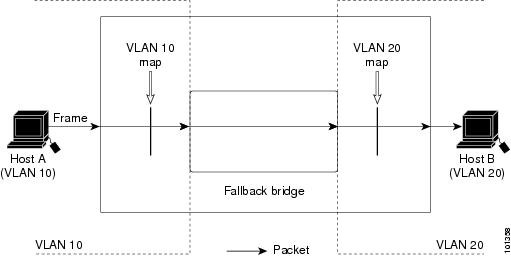 VLAN 10
map
VLAN 20
map
Frame
Host A
(VLAN 10)
Host B
(VLAN 20)
Fallback bridge
VLAN 10
Packet
VLAN 20
101358